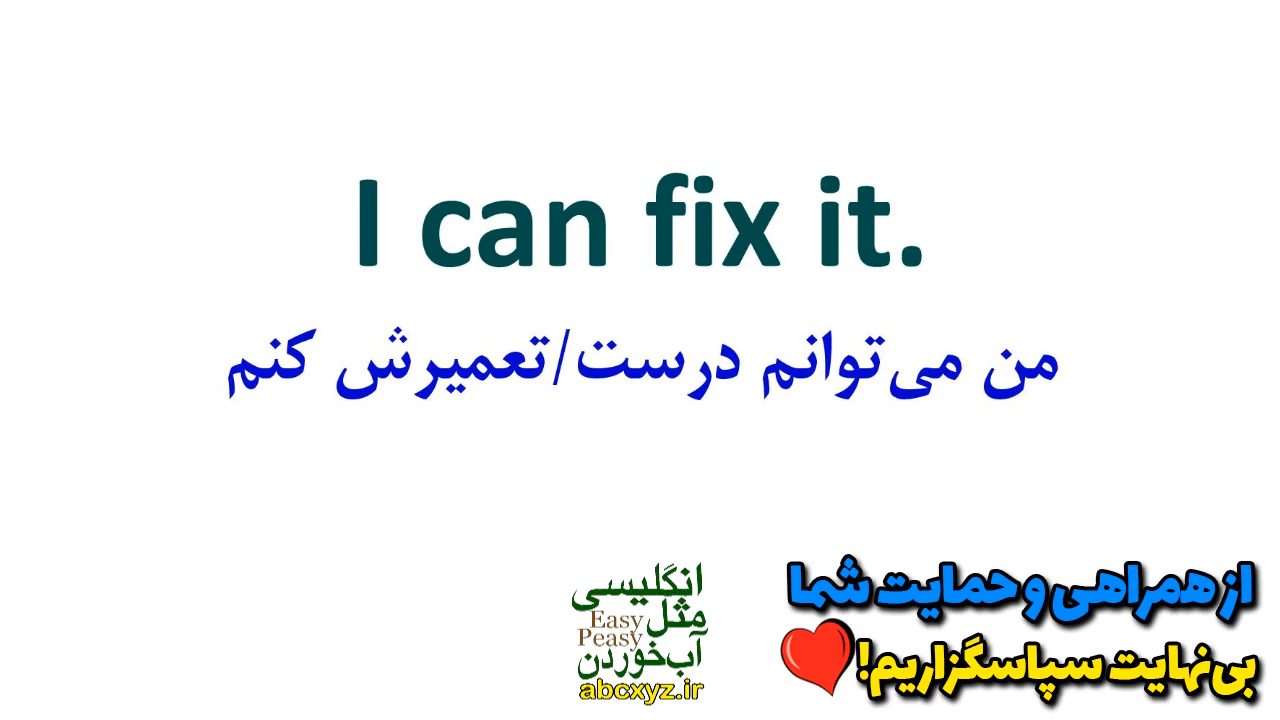 I can fix it.
من می‌توانم درست/تعمیرش کنم
انگلیسی
مثل
Easy
Peasy
آب‌خوردن
abcxyz.ir
از همراهی و حمایت شما
بی‌نهایت سپاسگزاریم!